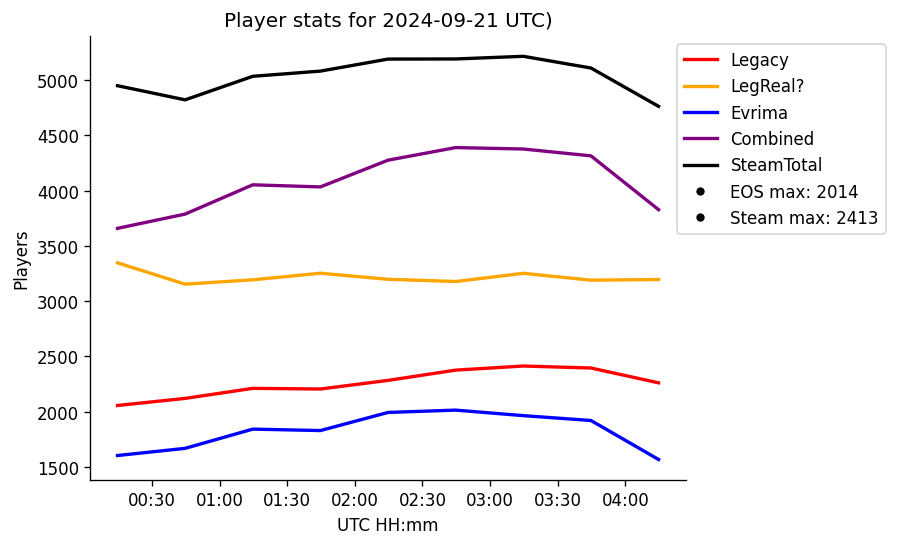 Player stats for 2024-09-21 UTC)
Legacy
LegReal?
Evrima
Combined
SteamTotal
EOS max: 2014
Steam max: 2413
Players
5000
4500
4000
3500
3000
2500
2000
1500
00:30 01:00 01:30 02:00 02:30 03:00 03:30 04:00
UTC HH:mm